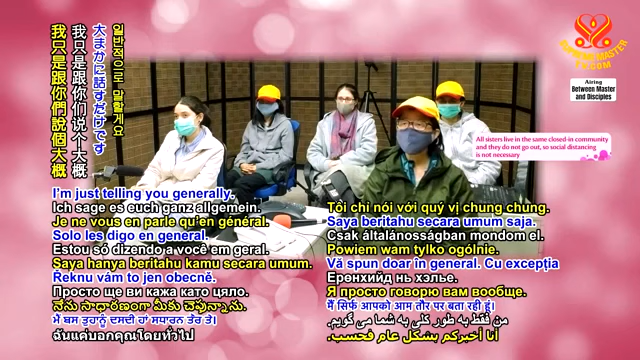 일반적으로 말할게요
大まかに話すだけです
我只是跟你们说个大概
我只是跟你們說個大概
SUPREME MASTER
TV.COM
Airing
Between Master
and Disciples
All sisters live in the same closed-in community
and they do not go out, so social distancing
is not necessary
I'm just telling you generally.
Ich sage es euch ganz allgemein.
Je ne vous en parle qu'en général.
Solo les digo en general.
Estou só dizendo a você em geral.
Saya hanya beritahu kamu secara umum.
Řeknu vám to jen obecně.
Просто ще ви кажа като цяло.
నేను సాధారణంగా మీకు చెపున్నాను.
ਮੈਂ ਬਸ ਤੁਹਾਨੂੰ ਦਸਦੀ ਹਾਂ ਸਧਾਰਨ ਤੌਰ ਤੇ।
ฉันแค่บอกคุณโดยทั่วไป
Tôi chỉ nói với quý vị chung chung.
Saya beritahu secara umum saja.
Csak általánosságban mondom el.
Powiem wam tylko ogólnie.
Vă spun doar în general. Cu excepția
Ерөнхийд нь хэлье.
Я просто говорю вам вообще.
मैं सिर्फ आपको आम तौर पर बता रही हूं।
من فقط به طور کلی به شما می گویم.
أنا أخبركم بشكل عام فحسب.